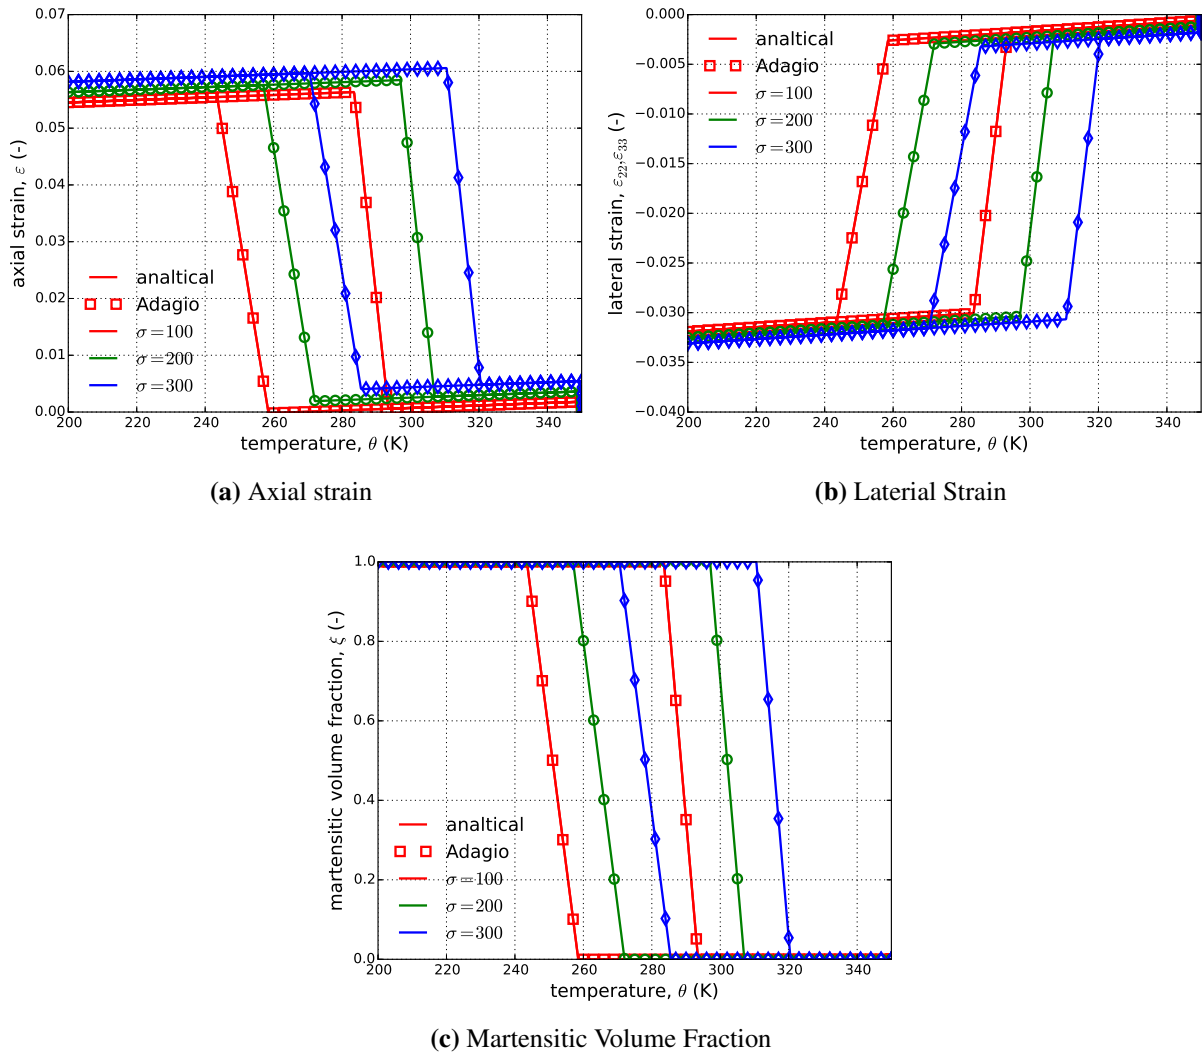 0.07
0.06
0.05
0.04
0.03
0.02
0.01
0.00
axial strain, ε (-)
analtical
Adagio
σ=100
σ=200
σ=300
200 220 240 260 280 300 320 340
temperature, θ (K)
(a) Axial strain
0.000
−0.005
−0.010
−0.015
−0.020
−0.025
−0.030
−0.035
−0.040
lateral strain, ε22,ε33 (-)
analtical
Adagio
σ=100
σ=200
σ=300
200 220 240 260 280 300 320 340
temperature, θ (K)
(b) Laterial Strain
1.0
0.8
0.6
0.4
0.2
0.0
martensitic volume fraction, ξ (-)
analtical
Adagio
σ=100
σ=200
σ=300
200 220 240 260 280 300 320 340
temperature, θ (K)
(c) Martensitic Volume Fraction